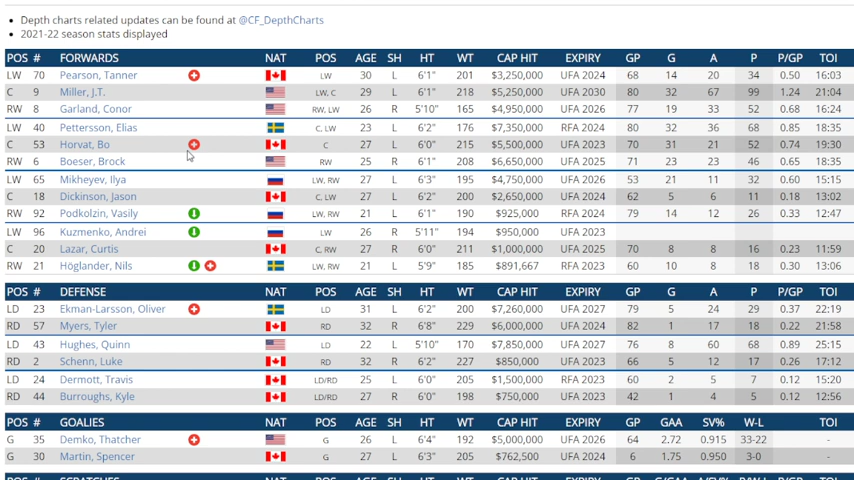 Depth charts related updates can be found at @CF_DepthCharts
2021-22 season stats displayed
POS # FORWARDS NAT POS AGE SH HT WT CAP HIT EXPIRY GP G A P P/GP TOI
LW 70 Pearson, Tanner LW 30 L 6'1" 201 $3,250,000 UFA 2024 68 14 20 34 0.50 16:03
C 9 Miller, J.T. LW, C 29 L 6'1" 218 $5,250,000 UFA 2030 80 32 67 99 1.24 21:04
RW 8 Garland, Conor RW, LW 26 R 5'10" 165 $4,950,000 UFA 2026 77 19 33 52 0.68 16:24
LW 40 Pettersson, Elias C, LW 23 L 6'2" 176 $7,350,000 RFA 2024 80 32 36 68 0.85 18:35
C 53 Horvat, Bo C 27 L 6'0" 215 $5,500,000 UFA 2023 70 31 21 52 0.74 19:30
RW 6 Boeser, Brock RW 25 R 6'1" 208 $6,650,000 UFA 2025 71 23 23 46 0.65 18:35
LW 65 Mikheyev, Ilya LW, RW 27 L 6'3" 195 $4,750,000 UFA 2026 53 21 11 32 0.60 15:15
C 18 Dickinson, Jason C, LW 27 L 6'2" 200 $2,650,000 UFA 2024 62 5 6 11 0.18 13:02
RW 92 Podkolzin, Vasily LW, RW 21 L 6'1" 190 $925,000 RFA 2024 79 14 12 26 0.33 12:47
LW 96 Kuzmenko, Andrei LW 26 R 5'11" 194 $950,000 UFA 2023
C 20 Lazar, Curtis C, RW 27 R 6'0" 211 $1,000,000 UFA 2025 70 8 8 16 0.23 11:59
RW 21 Höglander, Nils LW, RW 21 L 5'9" 185 $891,667 RFA 2023 60 10 8 18 0.30 13:06
POS # DEFENSE NAT POS AGE SH HT WT CAP HIT EXPIRY GP G A P P/GP TOI
LD 23 Ekman-Larsson, Oliver LD 31 L 6'2" 200 $7,260,000 UFA 2027 79 5 24 29 0.37 22:19
RD 57 Myers, Tyler RD 32 R 6'8" 229 $6,000,000 UFA 2024 82 1 17 18 0.22 21:58
LD 43 Hughes, Quinn LD 22 L 5'10" 170 $7,850,000 UFA 2027 76 8 60 68 0.89 25:15
RD 2 Schenn, Luke RD 32 R 6'2" 227 $850,000 UFA 2023 66 5 12 17 0.26 17:12
LD 24 Dermott, Travis LD/RD 25 L 6'0" 205 $1,500,000 RFA 2023 60 2 5 7 0.12 15:20
RD 44 Burroughs, Kyle LD/RD 27 R 6'0" 198 $750,000 UFA 2023 42 1 4 5 0.12 12:56
POS # GOALIES NAT POS AGE SH HT WT CAP HIT EXPIRY GP GAA SV% W-L TOI
G 35 Demko, Thatcher G 26 L 6'4" 192 $5,000,000 UFA 2026 64 2.72 0.915 33-22 -
G 30 Martin, Spencer G 27 L 6'3" 205 $762,500 UFA 2024 6 1.75 0.950 3-0 -